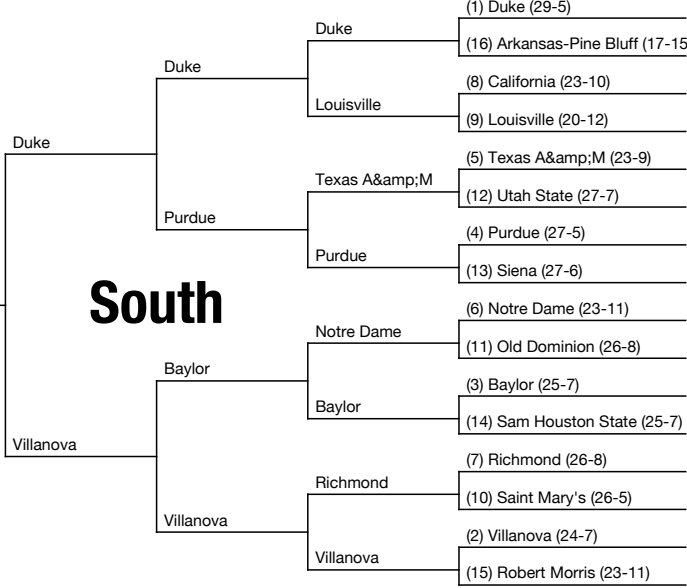 (1) Duke (29-5)
Duke
(16) Arkansas-Pine Bluff (17-15
Duke
(8) California (23-10)
Louisville
(9) Louisville (20-12)
Duke
(5) Texas A&amp;M (23-9)
Texas A&amp;M
(12) Utah State (27-7)
Purdue
(4) Purdue (27-5)
Purdue
(13) Siena (27-6)
South
(6) Notre Dame (23-11)
Notre Dame
(11) Old Dominion (26-8)
Baylor
(3) Baylor (25-7)
Baylor
(14) Sam Houston State (25-7)
Villanova
(7) Richmond (26-8)
Richmond
(10) Saint Mary's (26-5)
Villanova
(2) Villanova (24-7)
Villanova
(15) Robert Morris (23-11)